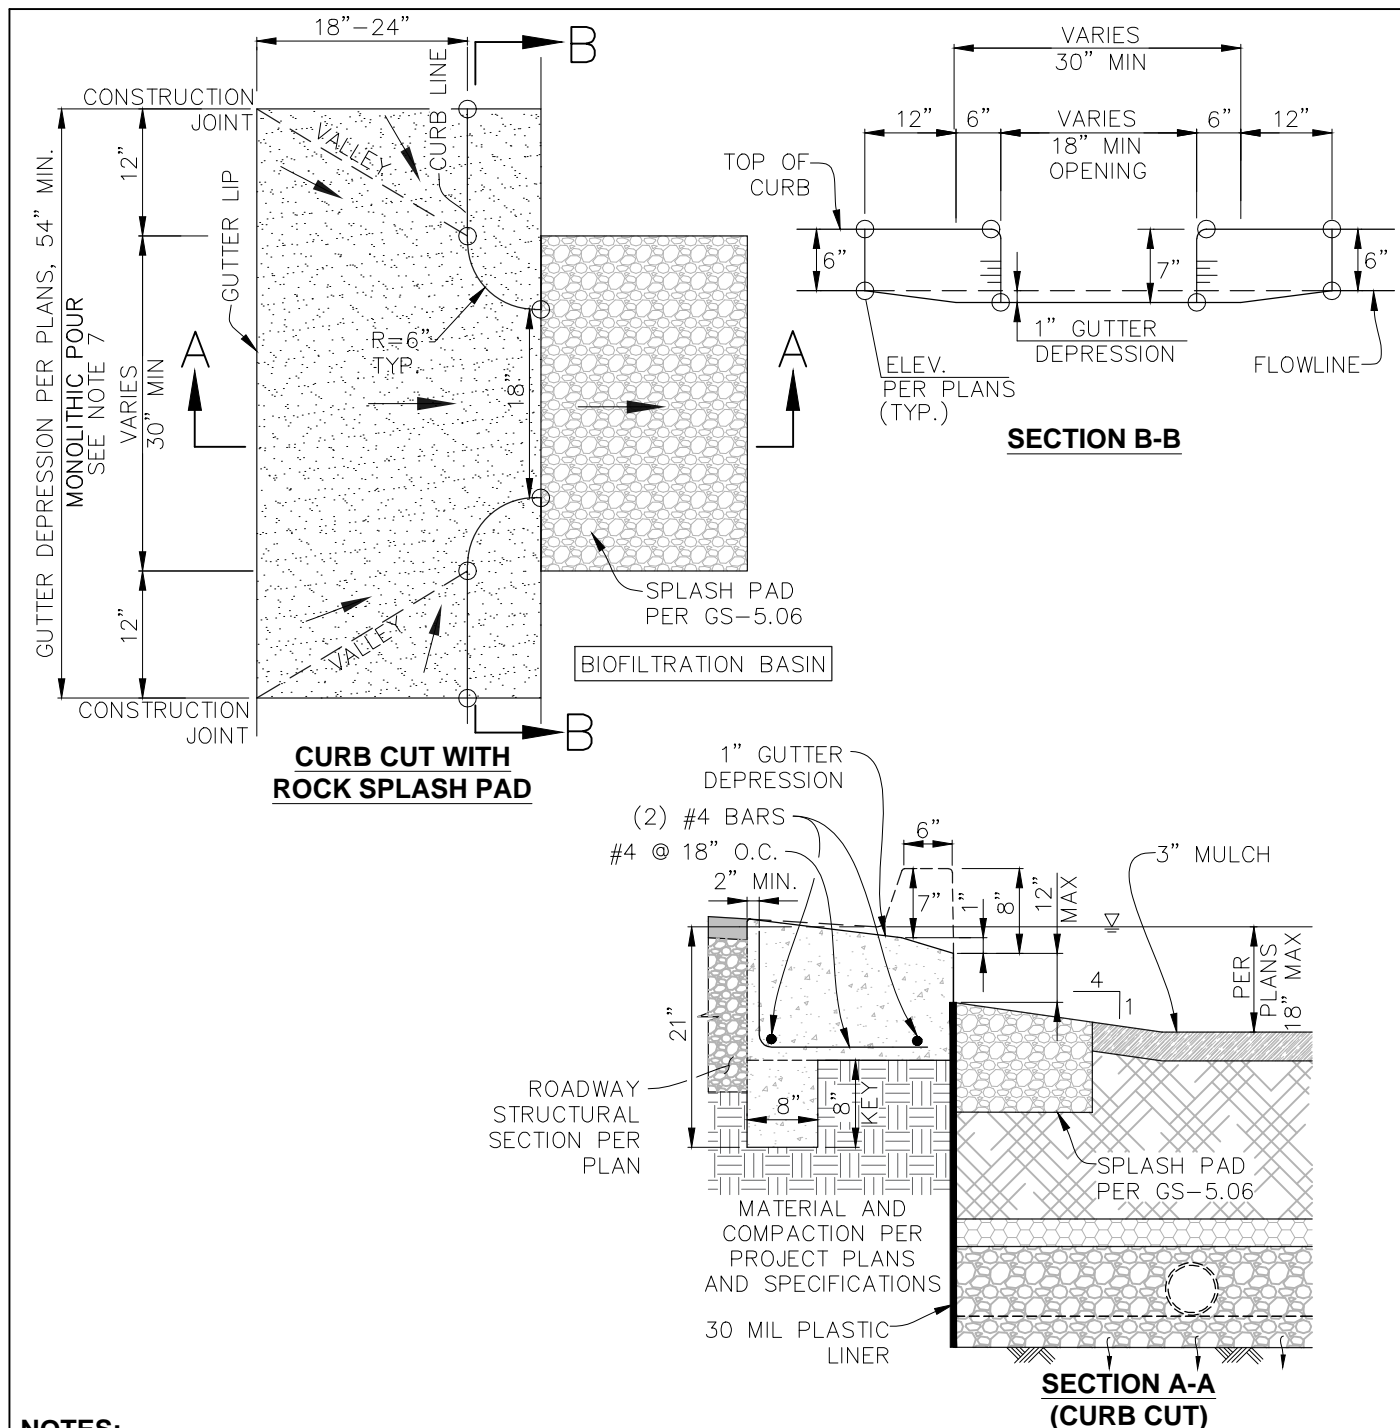 18"-24"
B
CURB LINE
CONSTRUCTION
JOINT
VALLEY
12"
GUTTER LIP
GUTTER DEPRESSION PER PLANS, 54" MIN.
MONOLITHIC POUR
SEE NOTE 7
VARIES
30" MIN
A
R=6"
TYP.
18"
A
12"
VALLEY
SPLASH PAD
PER GS-5.06
BIOFILTRATION BASIN
CONSTRUCTION
JOINT
B
CURB CUT WITH
ROCK SPLASH PAD
VARIES
30" MIN
12"
6"
VARIES
18" MIN
OPENING
6"
12"
TOP OF
CURB
6"
7"
6"
1" GUTTER
DEPRESSION
ELEV.
PER PLANS
(TYP.)
FLOWLINE
SECTION B-B
1" GUTTER
DEPRESSION
(2) #4 BARS
#4 @ 18" O.C.
2" MIN.
6"
7"
1"
8"
12"
MAX
3" MULCH
PER
PLANS
18" MAX
4
1
21"
8"
8"
KEY
ROADWAY
STRUCTURAL
SECTION PER
PLAN
SPLASH PAD
PER GS-5.06
MATERIAL AND
COMPACTION PER
PROJECT PLANS
AND SPECIFICATIONS
30 MIL PLASTIC
LINER
SECTION A-A
(CURB CUT)
NOTES: